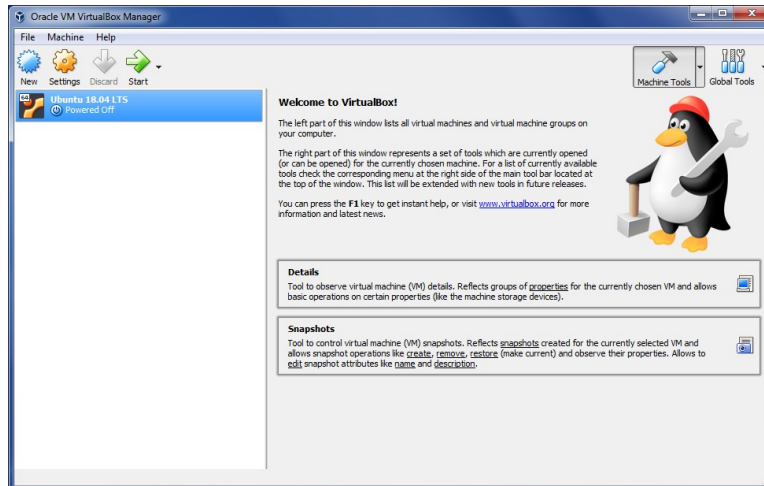 Oracle VM VirtualBox Manager
File Machine Help
New Settings Discard Start
Machine Tools Global Tools
64
Ubuntu 18.04 LTS
Powered Off
Welcome to VirtualBox!
The left part of this window lists all virtual machines and virtual machine groups on
your computer.
The right part of this window represents a set of tools which are currently opened
(or can be opened) for the currently chosen machine. For a list of currently available
tools check the corresponding menu at the right side of the main tool bar located at
the top of the window. This list will be extended with new tools in future releases.
You can press the F1 key to get instant help, or visit www.virtualbox.org for more
information and latest news.
Details
Tool to observe virtual machine (VM) details. Reflects groups of properties for the currently chosen VM and allows
basic operations on certain properties (like the machine storage devices).
Snapshots
Tool to control virtual machine (VM) snapshots. Reflects snapshots created for the currently selected VM and
allows snapshot operations like create, remove, restore (make current) and observe their properties. Allows to
edit snapshot attributes like name and description.